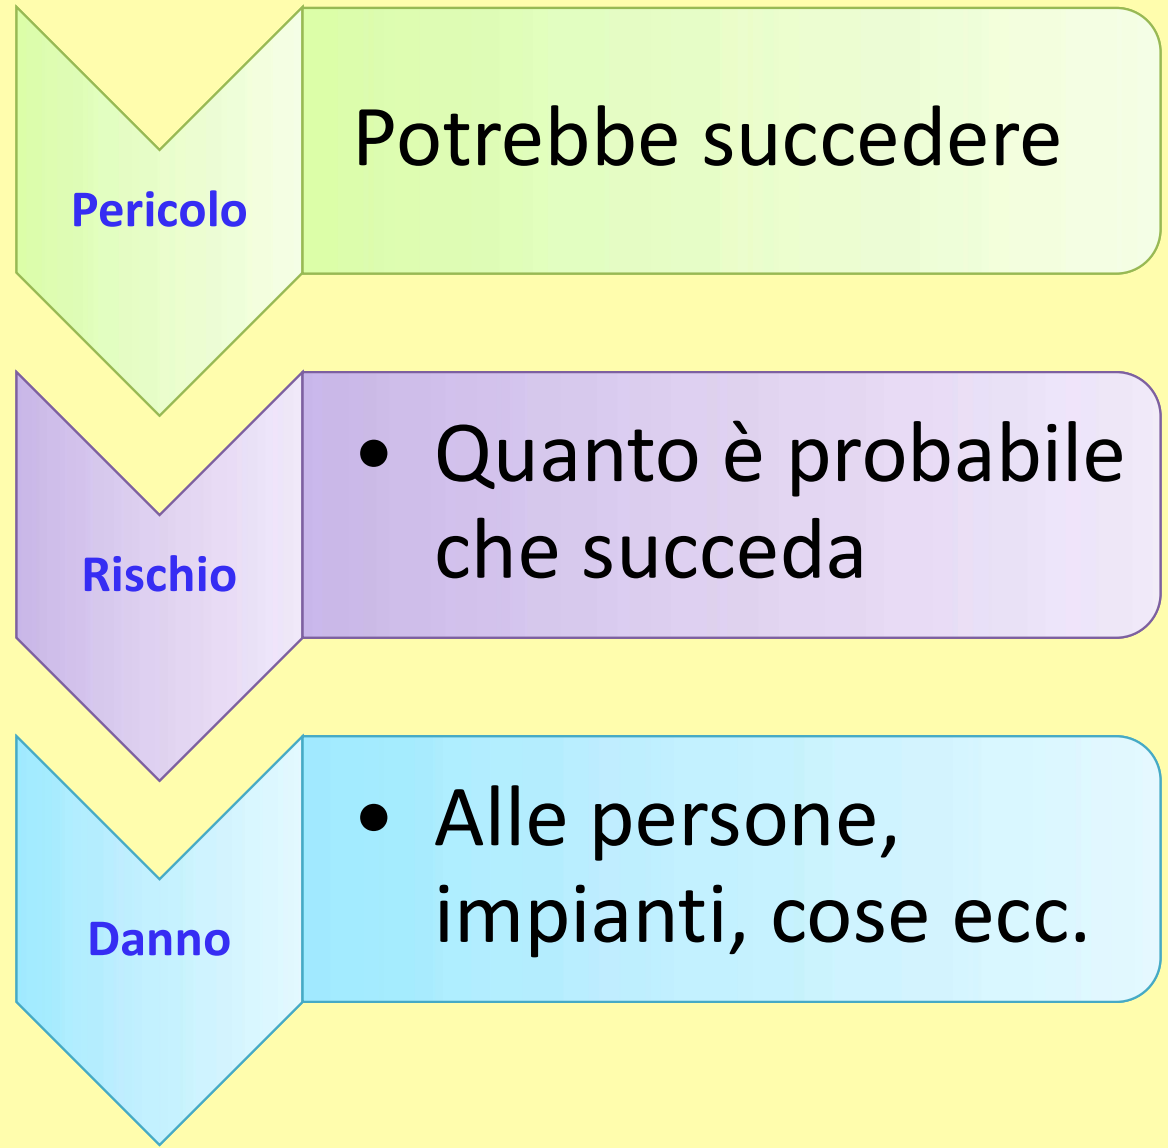 Pericolo
Potrebbe succedere
Rischio
• Quanto è probabile
che succeda
Danno
• Alle persone,
impianti, cose ecc.